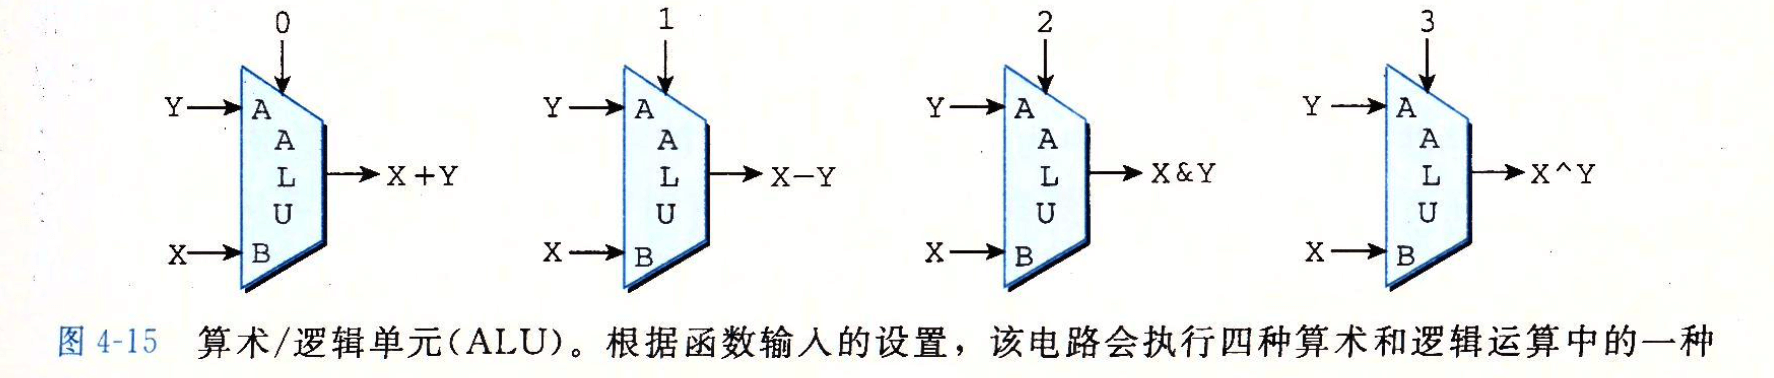 0 1 2 3
Y A Y A Y A Y A
A A A A
L X+Y L X-Y L X&Y L X^Y
U U U U
X B X B X B X B
图 4-15 算术/逻辑单元(ALU)。根据函数输入的设置，该电路会执行四种算术和逻辑运算中的一种